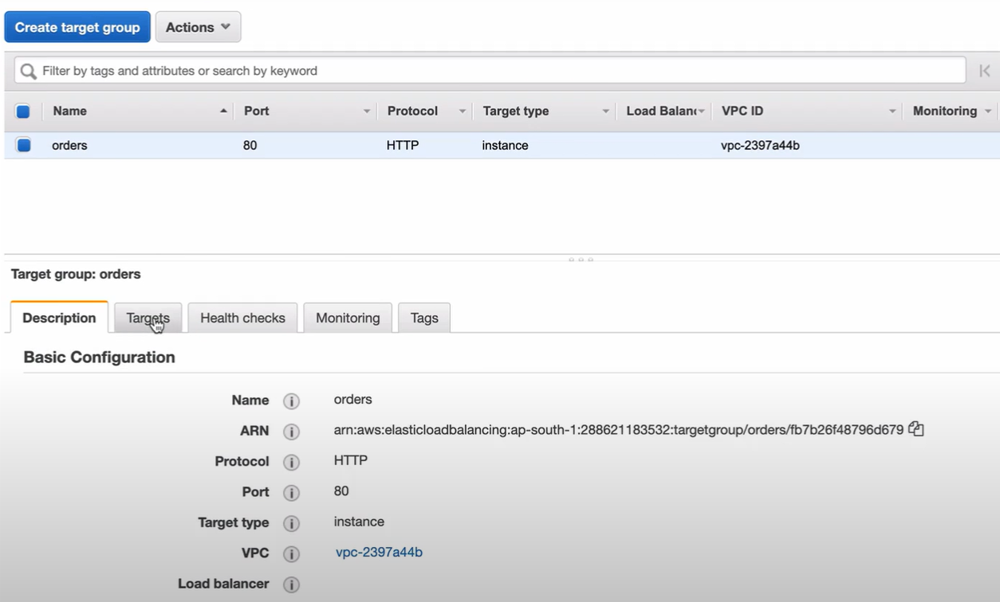 Create target group Actions
Filter by tags and attributes or search by keyword
Name Port Protocol Target type Load Balanc VPC ID Monitoring
orders 80 HTTP instance vpc-2397a44b
Target group: orders
Description Targets Health checks Monitoring Tags
Basic Configuration
Name orders
ARN arn:aws:elasticloadbalancing:ap-south-1:288621183532:targetgroup/orders/fb7b26f48796d679
Protocol HTTP
Port 80
Target type instance
VPC vpc-2397a44b
Load balancer